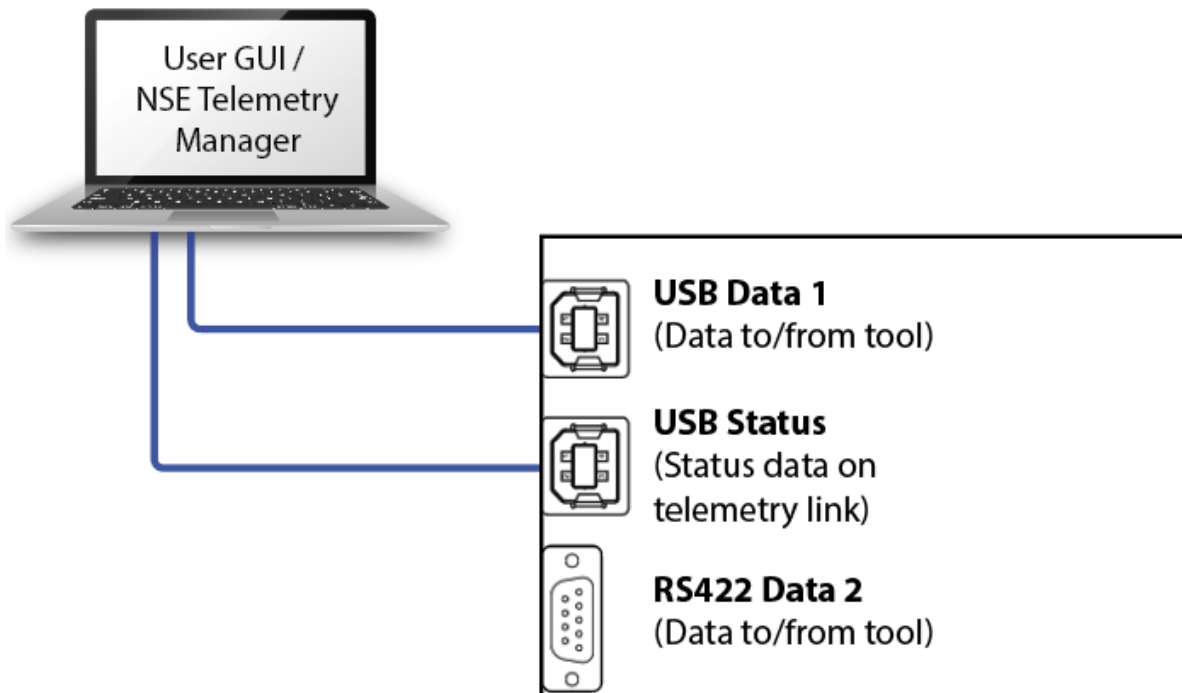 User GUI /
NSE Telemetry
Manager
USB Data 1
(Data to/from tool)
USB Status
(Status data on
telemetry link)
RS422 Data 2
(Data to/from tool)